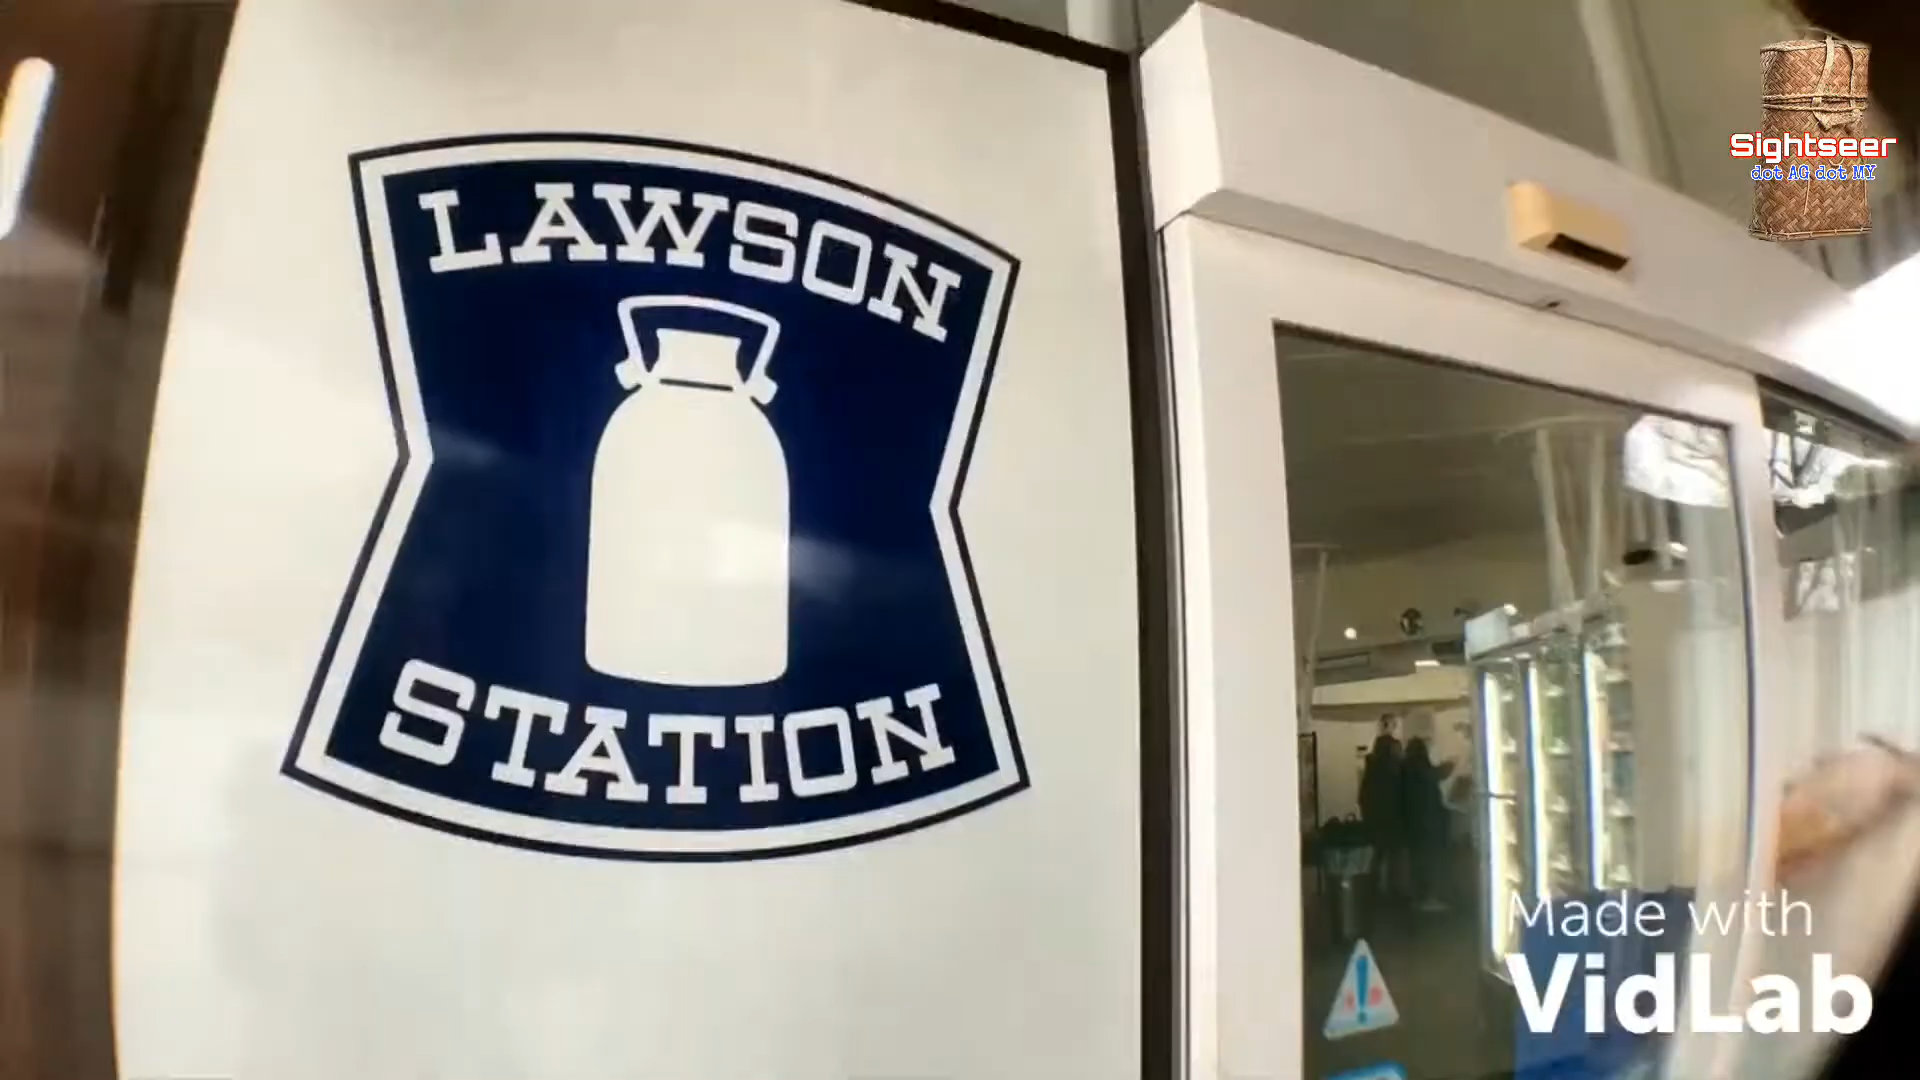 LAWSON
STATION
Sightseer
dot AG dot MY
Made with
VidLab